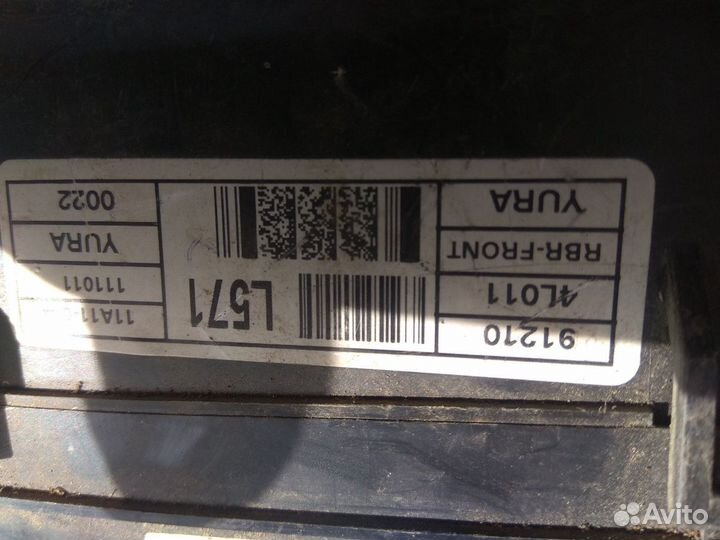 91210
4L011
RBR-FRONT
YURA
L571
111011
YURA
0022
Avito